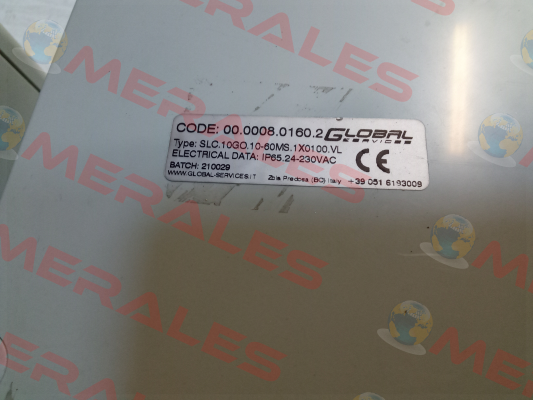 CODE: 00.0008.0160.2 GLOBAL SERVICES
Type: SLC.10GO.10-60MS.1X0100.VL
ELECTRICAL DATA: IP65.24-230VAC
BATCH: 210029 CE
WWW.GLOBAL-SERVICES.IT Zola Predosa (BO) Italy +39 051 6193009
MERALES
MERALES
MERALES
MERALES